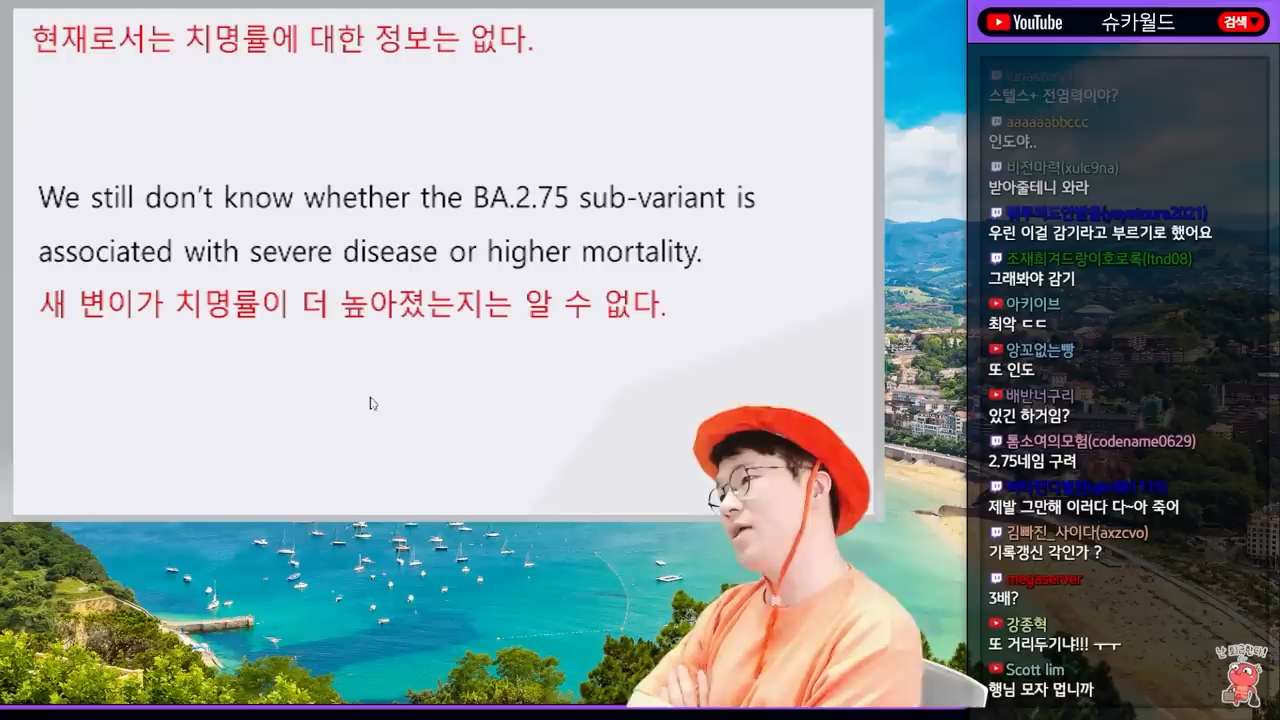 현재로서는 치명률에 대한 정보는 없다.
We still don't know whether the BA.2.75 sub-variant is
associated with severe disease or higher mortality.
새 변이가 치명률이 더 높아졌는지는 알 수 없다.
YouTube 슈카월드 검색
스텔스+ 전염력이야?
aaaaaabbccc
인도야..
비전마력(xulc9na)
받아줄테니 와라
우린 이걸 감기라고 부르기로 했어요
조재희겨드랑이호로록(ltnd08)
그래봐야 감기
아키이브
최악 ㄷㄷ
앙꼬없는빵
또 인도
배반너구리
있긴 하거임?
톰소여의모험(codename0629)
2.75네임 구려
제발 그만해 이러다 다~아 죽어
김빠진_사이다(axzcvo)
기록갱신 각인가 ?
megaserver
3배?
강종혁
또 거리두기냐!!! ㅜㅜ
Scott lim
행님 모자 멉니까